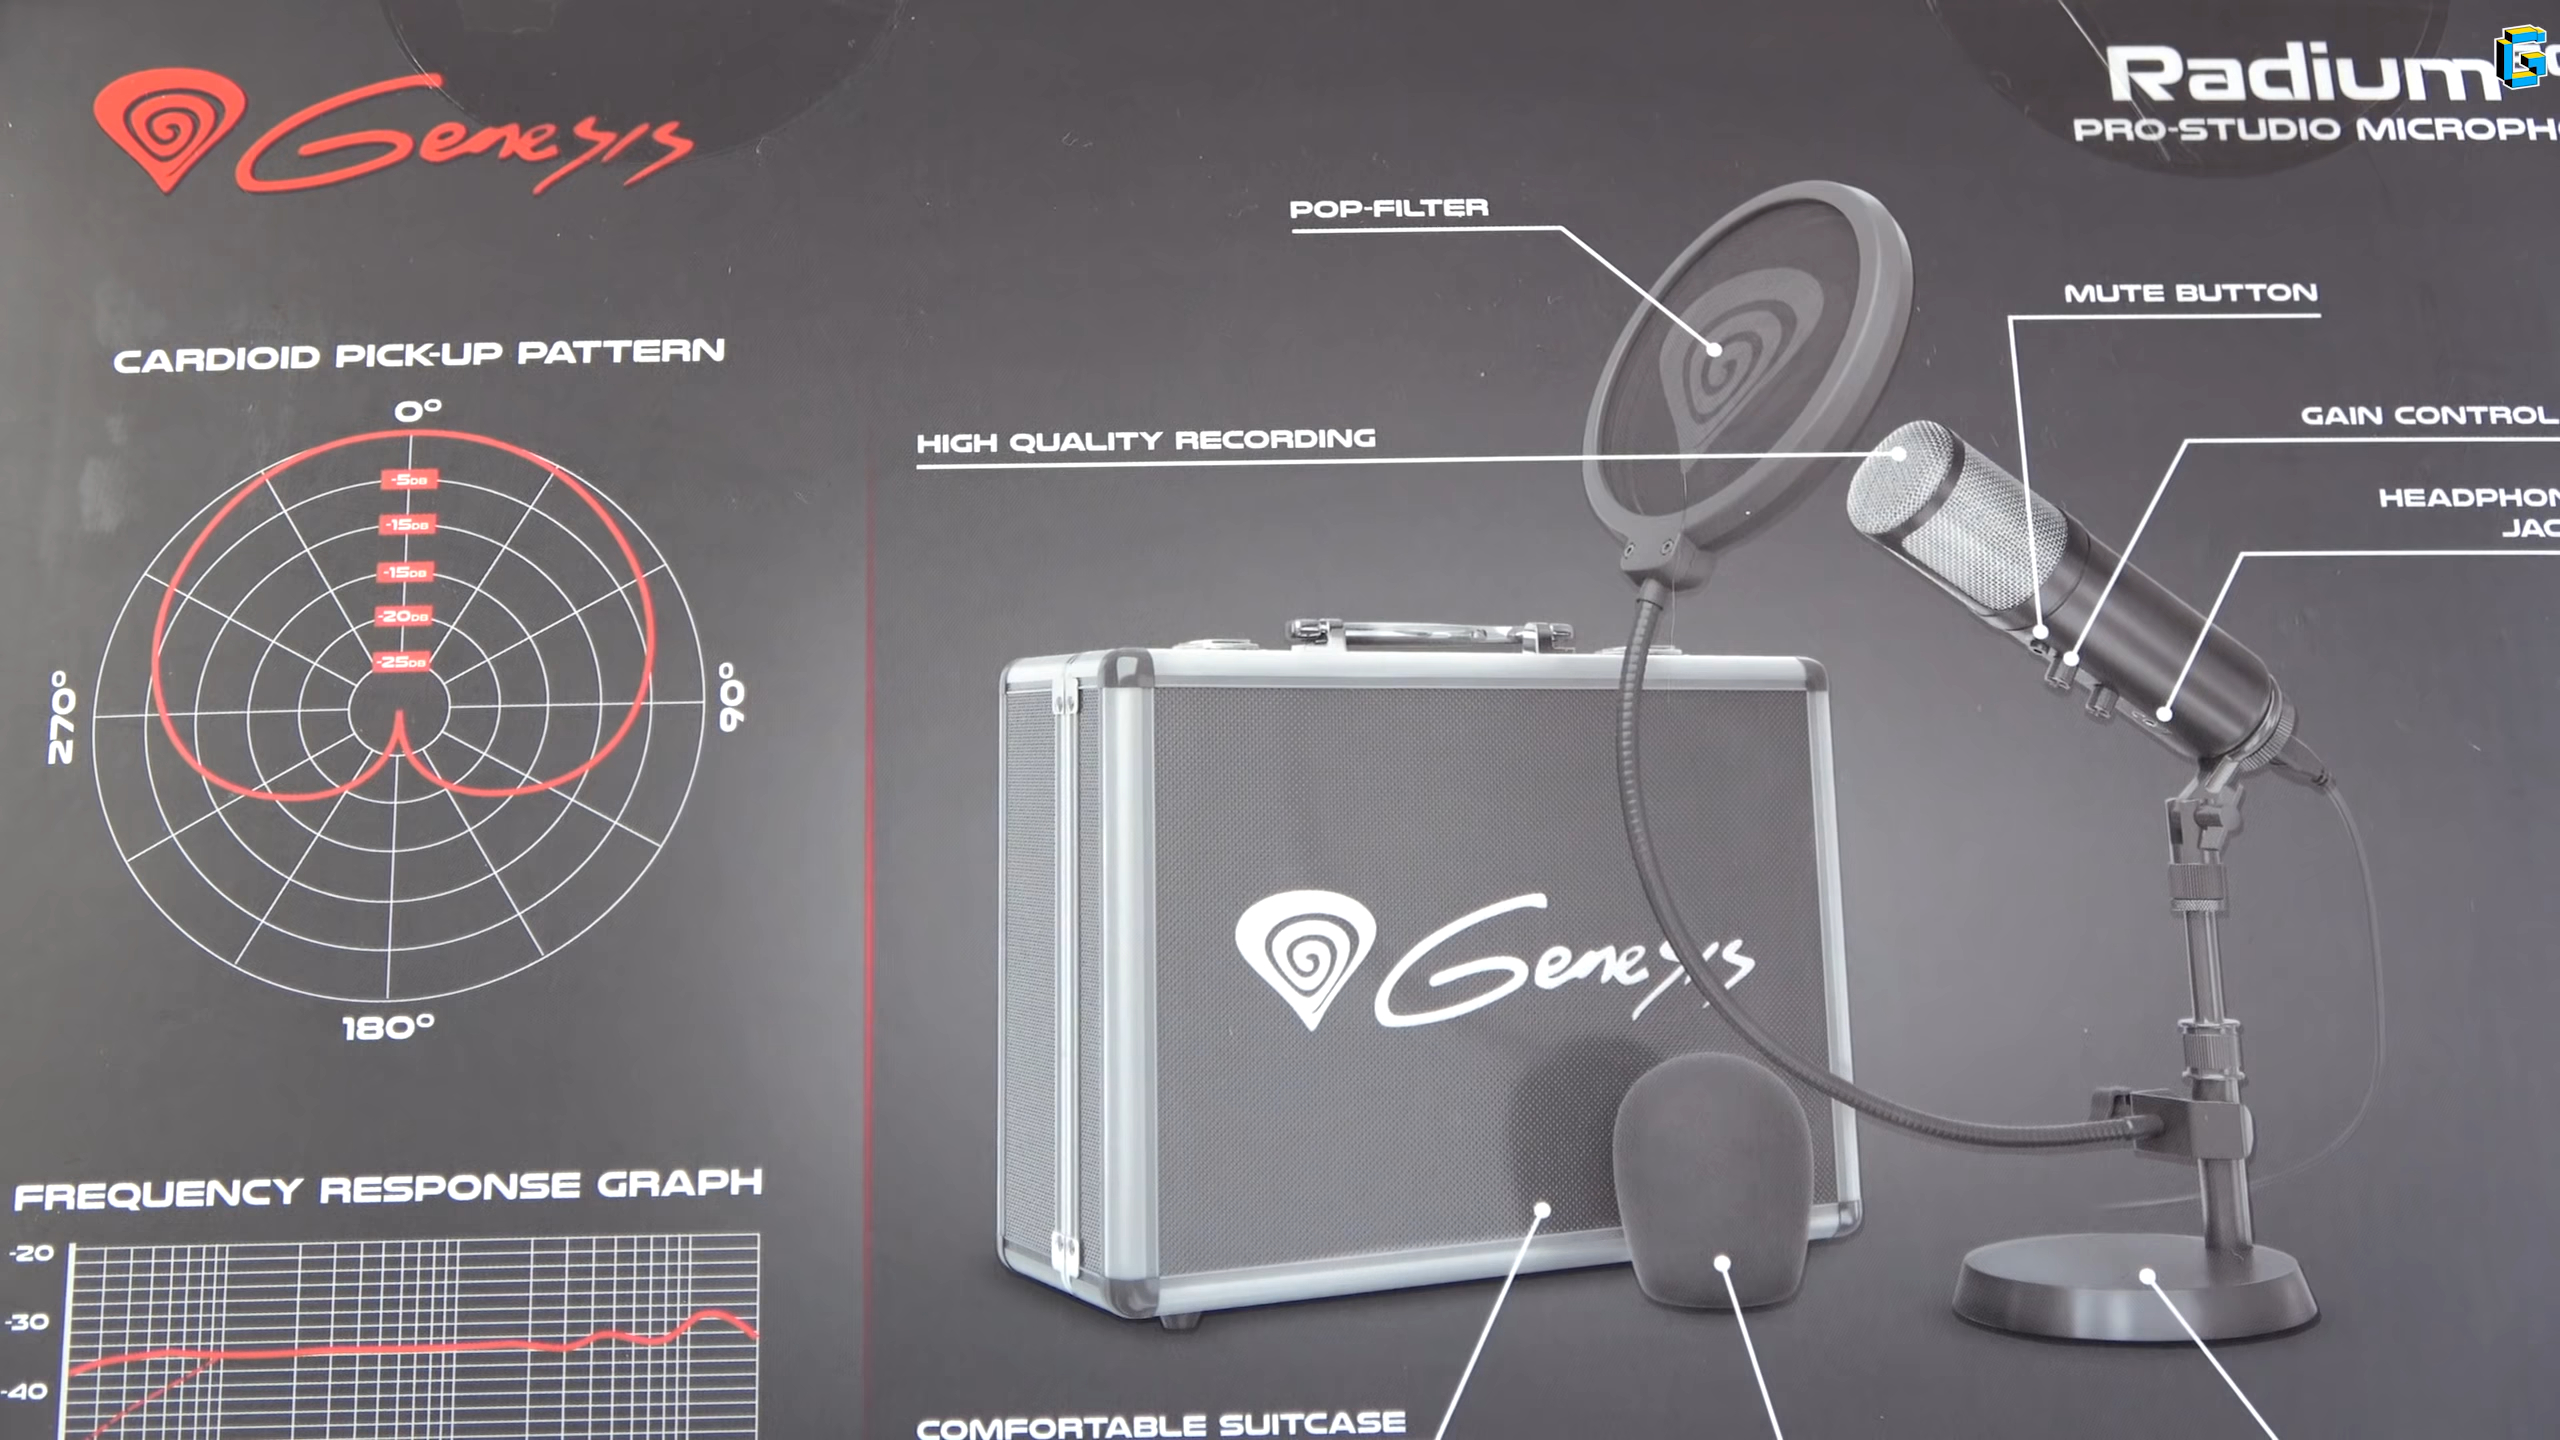 Genesis
Radium
PRO-STUDIO MICROPHO
POP-FILTER
MUTE BUTTON
CARDIOID PICK-UP PATTERN
0°
-5DB
-15DB
-15DB
-20DB
-25DB
270°
90°
180°
HIGH QUALITY RECORDING
GAIN CONTROL
HEADPHON
JAC
Genesis
FREQUENCY RESPONSE GRAPH
-20
-30
-40
COMFORTABLE SUITCASE
G